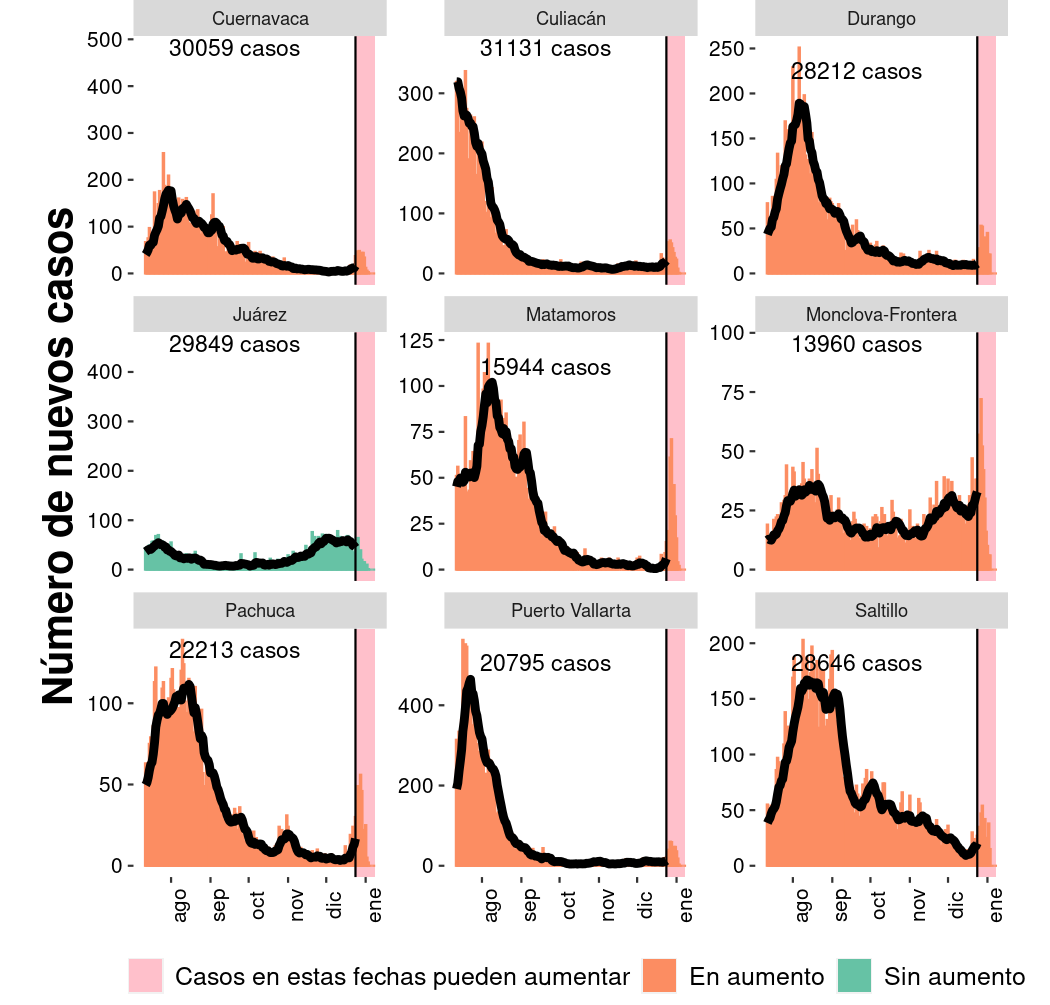 Número de nuevos casos
Cuernavaca
30059 casos
500
400
300
200
100
0
Culiacán
31131 casos
300
200
100
0
Durango
28212 casos
250
200
150
100
50
0
Juárez
29849 casos
400
300
200
100
0
Matamoros
15944 casos
125
100
75
50
25
0
Monclova-Frontera
13960 casos
100
75
50
25
0
Pachuca
22213 casos
100
50
0
ago sep oct nov dic ene
Puerto Vallarta
20795 casos
400
200
0
ago sep oct nov dic ene
Saltillo
28646 casos
200
150
100
50
0
ago sep oct nov dic ene
Casos en estas fechas pueden aumentar En aumento Sin aumento